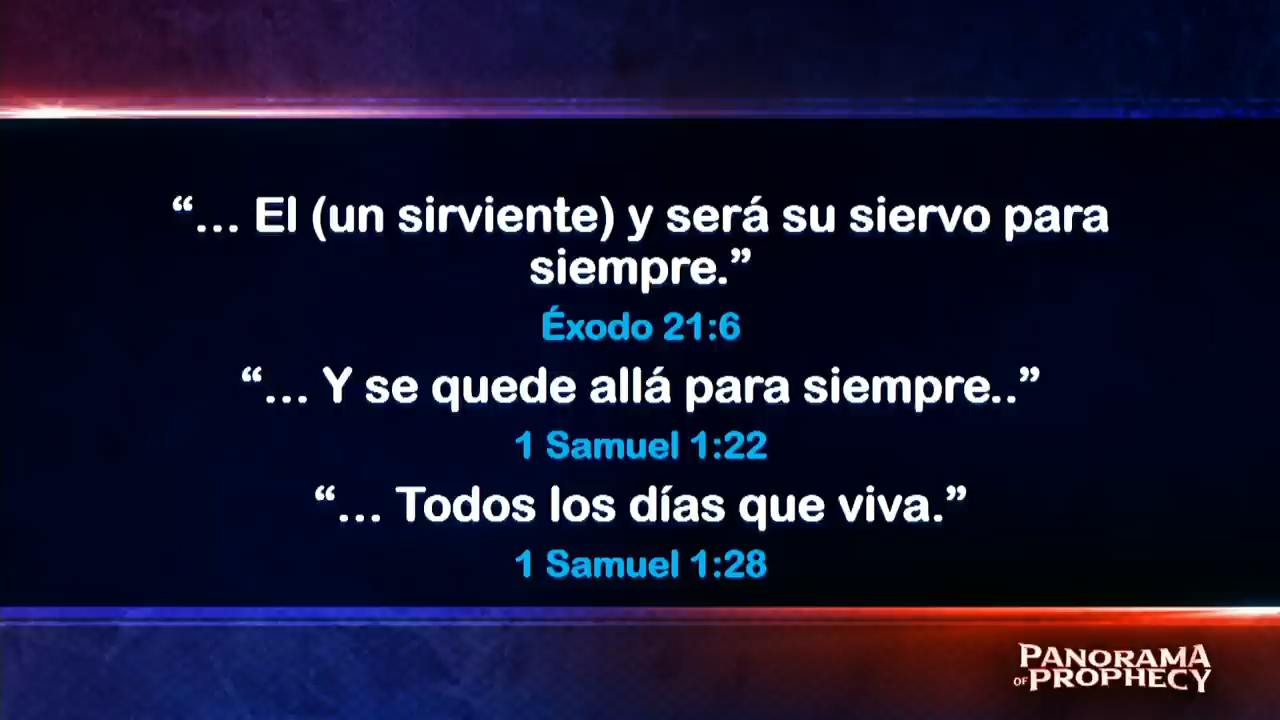 “... El (un sirviente) y será su siervo para
siempre.”
Éxodo 21:6
“... Y se quede allá para siempre..”
1 Samuel 1:22
“... Todos los días que viva.”
1 Samuel 1:28
PANORAMA
OF PROPHECY